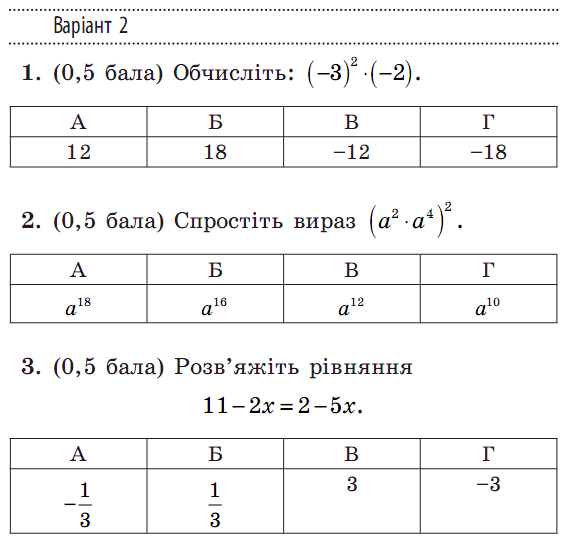 Варіант 2
1. (0,5 бала) Обчисліть: (−3)² · (−2).
А Б В Г
12 18 −12 −18
2. (0,5 бала) Спростіть вираз (a² · a⁴)².
А Б В Г
a¹⁸ a¹⁶ a¹² a¹⁰
3. (0,5 бала) Розв’яжіть рівняння
11 − 2x = 2 − 5x.
А Б В Г
−1/3 1/3 3 −3